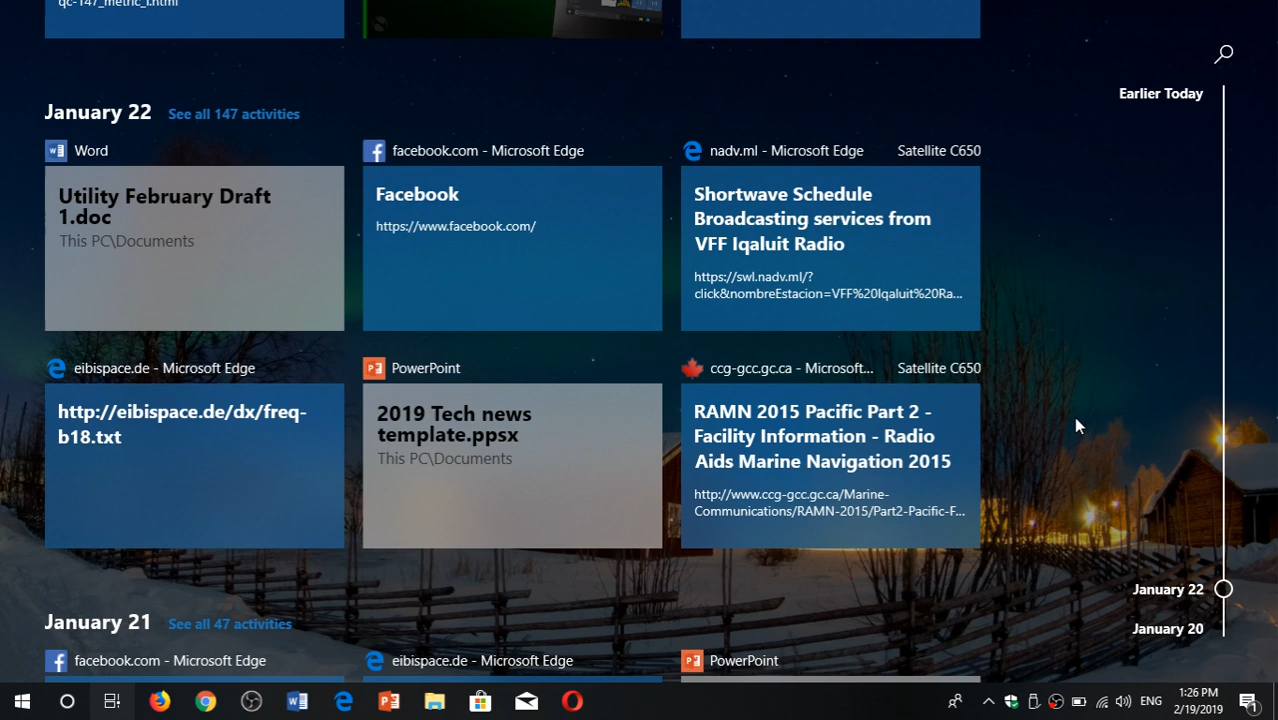 qc-147_metric_1.html
Earlier Today
January 22 See all 147 activities
Word
Utility February Draft
1.doc
This PC\Documents
facebook.com - Microsoft Edge
Facebook
https://www.facebook.com/
nadv.ml - Microsoft Edge Satellite C650
Shortwave Schedule
Broadcasting services from
VFF Iqaluit Radio
https://swl.nadv.ml/?
click&nombreEstacion=VFF%20Iqaluit%20Ra...
eibispace.de - Microsoft Edge
http://eibispace.de/dx/freq-
b18.txt
PowerPoint
2019 Tech news
template.ppsx
This PC\Documents
ccg-gcc.gc.ca - Microsoft... Satellite C650
RAMN 2015 Pacific Part 2 -
Facility Information - Radio
Aids Marine Navigation 2015
http://www.ccg-gcc.gc.ca/Marine-
Communications/RAMN-2015/Part2-Pacific-F...
January 22
January 20
January 21 See all 47 activities
facebook.com - Microsoft Edge
eibispace.de - Microsoft Edge
PowerPoint
ENG
1:26 PM
2/19/2019
1